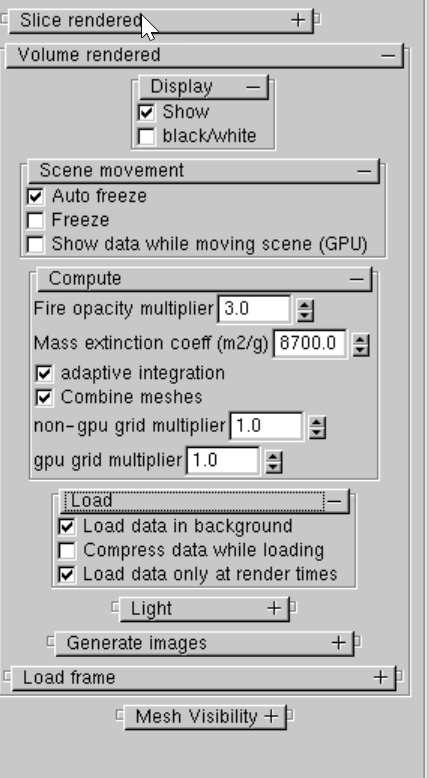 Slice rendered
Volume rendered
Display
Show
black/white
Scene movement
Auto freeze
Freeze
Show data while moving scene (GPU)
Compute
Fire opacity multiplier 3.0
Mass extinction coeff (m2/g) 8700.0
adaptive integration
Combine meshes
non-gpu grid multiplier 1.0
gpu grid multiplier 1.0
Load
Load data in background
Compress data while loading
Load data only at render times
Light
Generate images
Load frame
Mesh Visibility